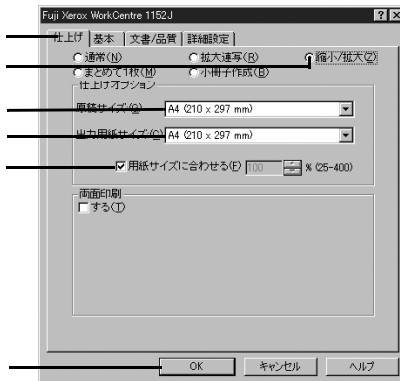 Fuji Xerox WorkCentre 1152J
仕上げ 基本 文書/品質 詳細設定
通常(N) 拡大連写(R) 縮小/拡大(Z)
まとめて1枚(M) 小冊子作成(B)
仕上げオプション
原稿サイズ(G) A4 (210 x 297 mm)
出力用紙サイズ(C) A4 (210 x 297 mm)
用紙サイズに合わせる(F) 100 % (25-400)
両面印刷
する(T)
OK キャンセル ヘルプ